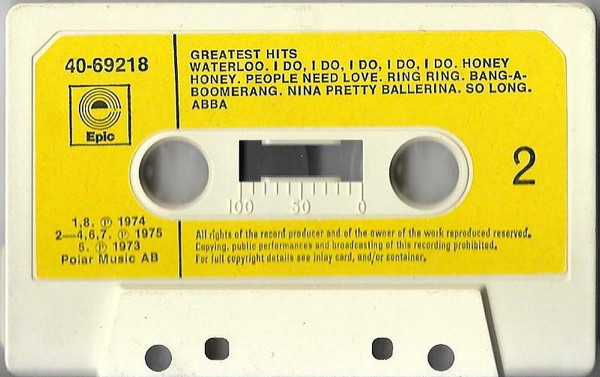 40-69218
Epic
GREATEST HITS
WATERLOO. I DO, I DO, I DO, I DO, I DO. HONEY
HONEY. PEOPLE NEED LOVE. RING RING. BANG-A-
BOOMERANG. NINA PRETTY BALLERINA. SO LONG.
ABBA
2
100 50 0
1,8. ℗ 1974
2—4,6,7. ℗ 1975
5. ℗ 1973
Polar Music AB
All rights of the record producer and of the owner of the work reproduced reserved.
Copying, public performances and broadcasting of this recording prohibited.
For full copyright details see inlay card, and/or container.